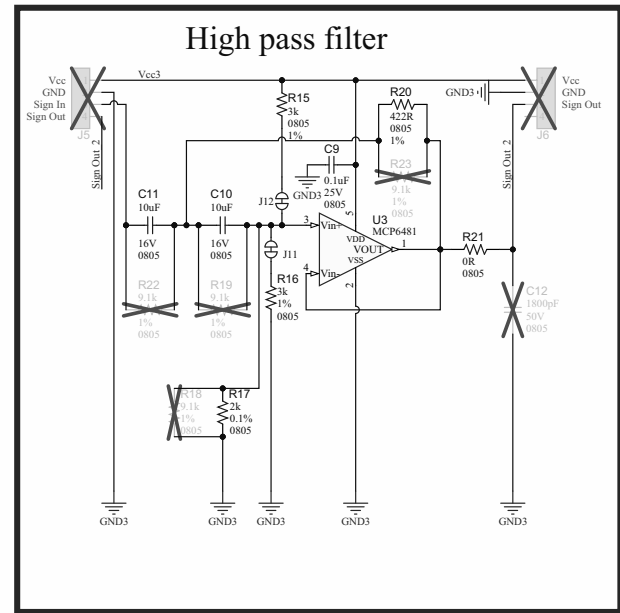 High pass filter
Vcc
GND
Sign In
Sign Out
J5
Sign Out_2
Vcc3
R15
3k
0805
1%
R20
422R
0805
1%
R23
9.1k
1%
0805
GND3
Vcc
GND
Sign Out
J6
Sign Out_2
C9
0.1uF
25V
0805
GND3
C11
10uF
16V
0805
C10
10uF
16V
0805
J12
J11
3
Vin+
4
Vin-
5
VDD
VOUT
VSS
1
2
U3
MCP6481
R21
0R
0805
R22
9.1k
1%
0805
R19
9.1k
1%
0805
R16
3k
1%
0805
C12
1800pF
50V
0805
R18
9.1k
1%
0805
R17
2k
0.1%
0805
GND3
GND3
GND3
GND3
GND3